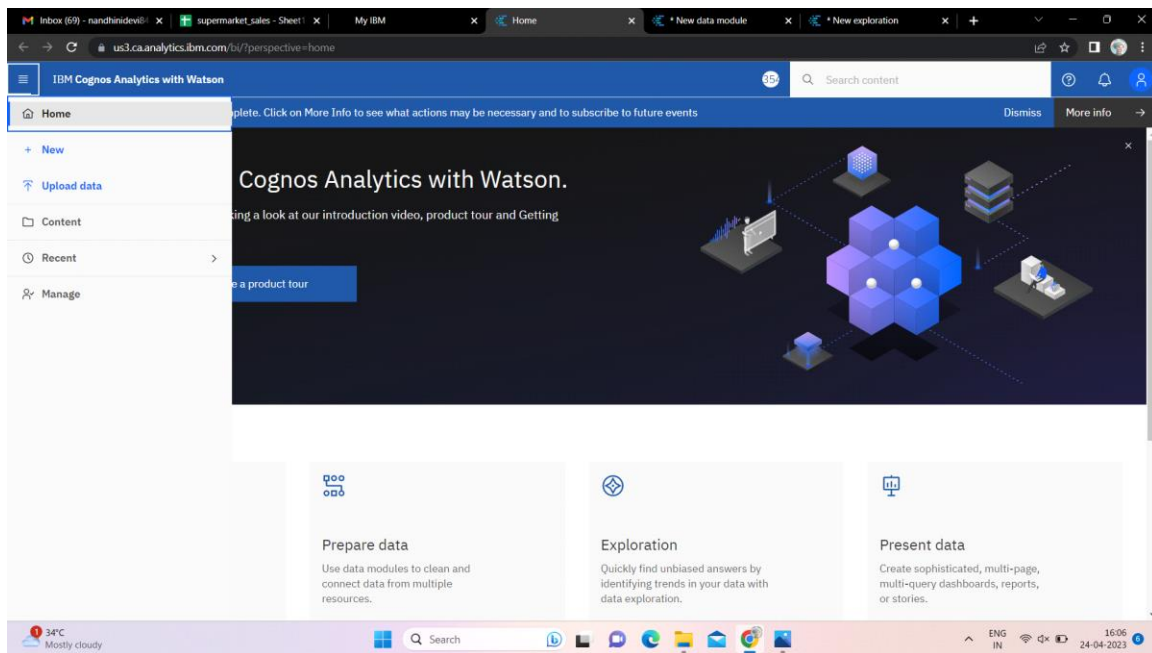 Inbox (69) - nandhinidevi8 supermarket_sales - Sheet1 My IBM Home * New data module * New exploration
us3.ca.analytics.ibm.com/bi/?perspective=home
IBM Cognos Analytics with Watson 354 Search content
Home
plete. Click on More Info to see what actions may be necessary and to subscribe to future events Dismiss More info
New
Upload data
Content
Recent
Manage
Cognos Analytics with Watson.
king a look at our introduction video, product tour and Getting
e a product tour
Prepare data
Use data modules to clean and
connect data from multiple
resources.
Exploration
Quickly find unbiased answers by
identifying trends in your data with
data exploration.
Present data
Create sophisticated, multi-page,
multi-query dashboards, reports,
or stories.
1 34°C
Mostly cloudy
Search
ENG
IN
16:06
24-04-2023
6